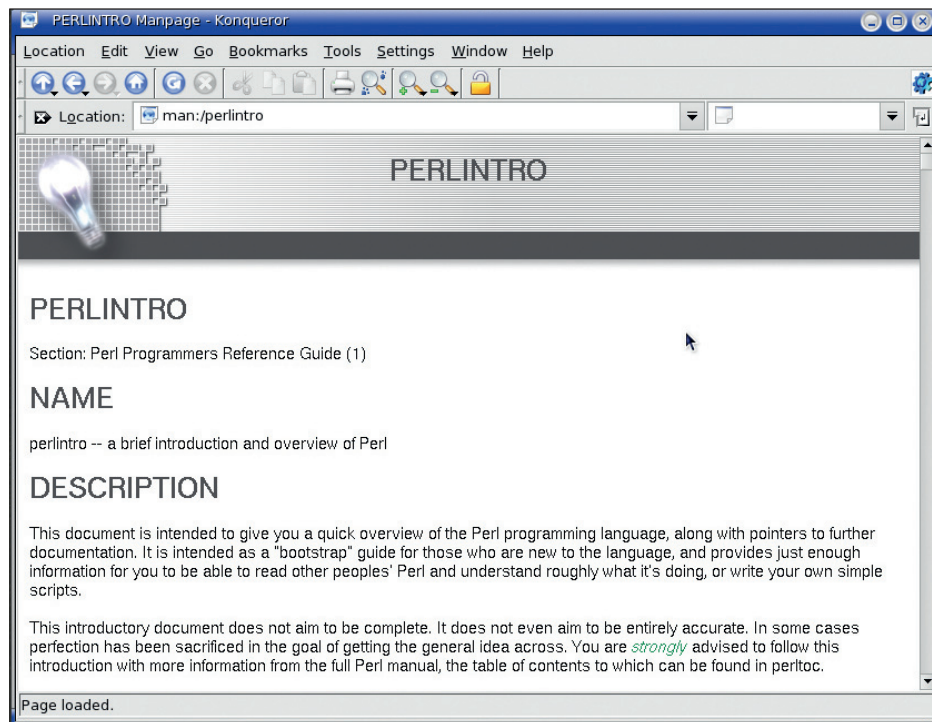 PERLINTRO Manpage - Konqueror
Location Edit View Go Bookmarks Tools Settings Window Help
Location: man:/perlintro
PERLINTRO
PERLINTRO
Section: Perl Programmers Reference Guide (1)
NAME
perlintro -- a brief introduction and overview of Perl
DESCRIPTION
This document is intended to give you a quick overview of the Perl programming language, along with pointers to further
documentation. It is intended as a "bootstrap" guide for those who are new to the language, and provides just enough
information for you to be able to read other peoples' Perl and understand roughly what it's doing, or write your own simple
scripts.
This introductory document does not aim to be complete. It does not even aim to be entirely accurate. In some cases
perfection has been sacrificed in the goal of getting the general idea across. You are strongly advised to follow this
introduction with more information from the full Perl manual, the table of contents to which can be found in perltoc.
Page loaded.